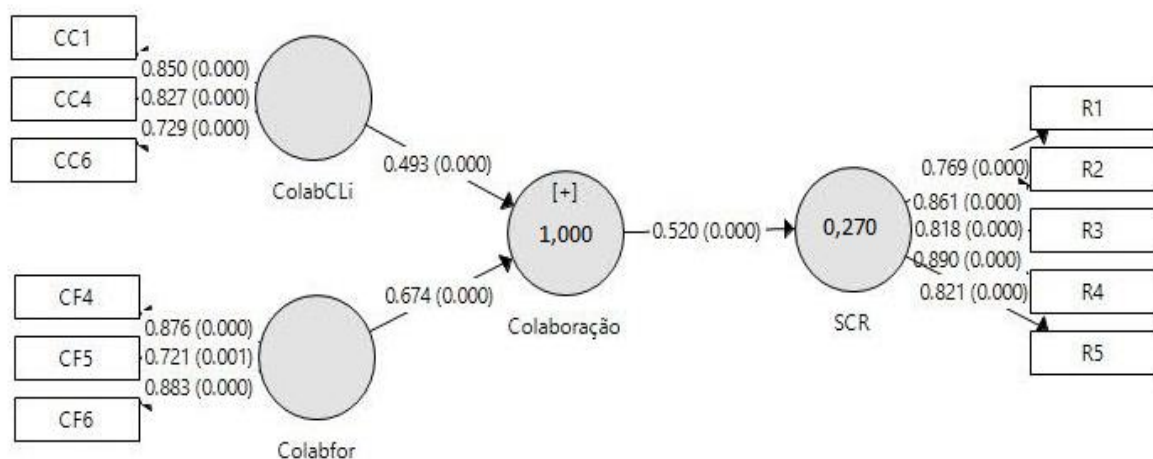 CC1
CC4
CC6
0.850 (0.000)
0.827 (0.000)
0.729 (0.000)
ColabCLi
0.493 (0.000)
CF4
CF5
CF6
0.876 (0.000)
0.721 (0.001)
0.883 (0.000)
Colabfor
0.674 (0.000)
[+]
1,000
Colaboração
0.520 (0.000)
0,270
SCR
0.769 (0.000)
0.861 (0.000)
0.818 (0.000)
0.890 (0.000)
0.821 (0.000)
R1
R2
R3
R4
R5